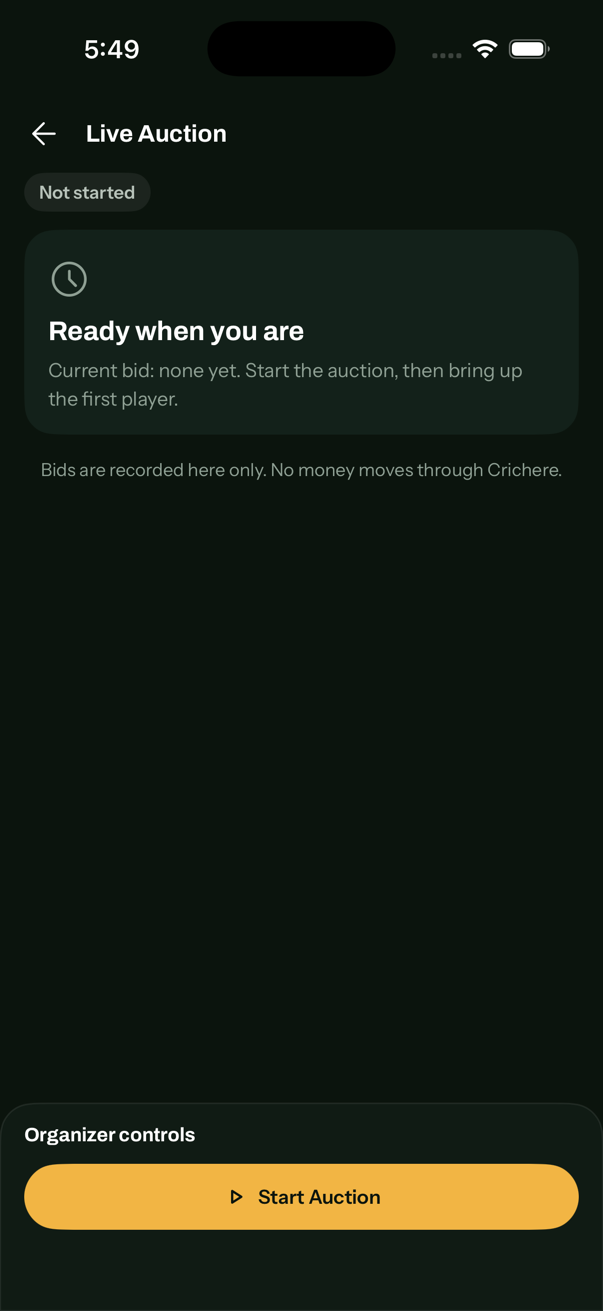 5:49
Live Auction
Not started
Ready when you are
Current bid: none yet. Start the auction, then bring up
the first player.
Bids are recorded here only. No money moves through Crichere.
Organizer controls
Start Auction